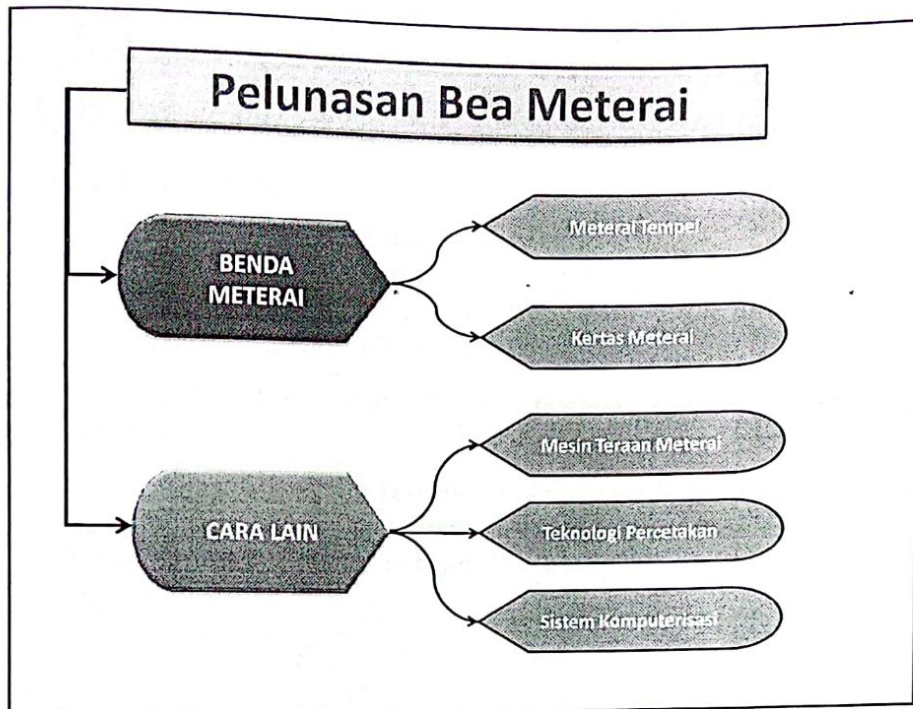 Pelunasan Bea Meterai
BENDA
METERAI
Meterai Tempel
Kertas Meterai
CARA LAIN
Mesin Teraan Meterai
Teknologi Percetakan
Sistem Komputerisasi